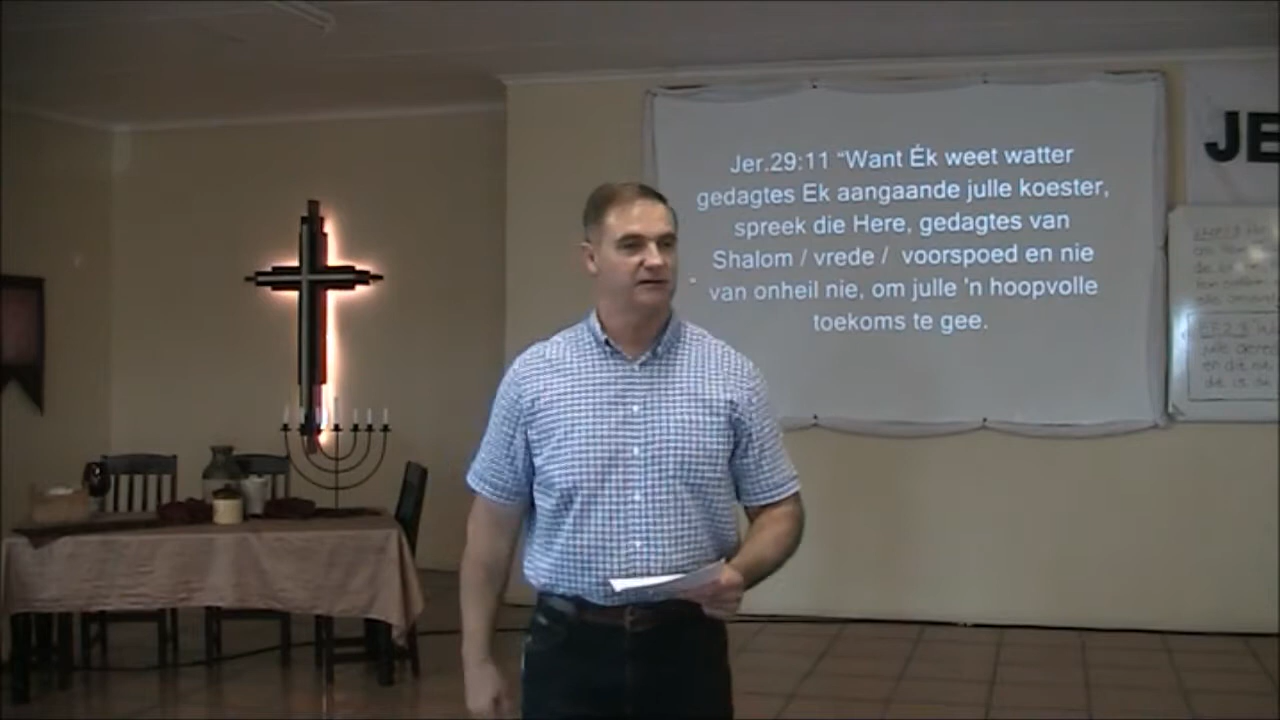 Jer.29:11 “Want Ék weet watter
gedagtes Ek aangaande julle koester,
spreek die Here, gedagtes van
Shalom / vrede / voorspoed en nie
van onheil nie, om julle 'n hoopvolle
toekoms te gee.
JE